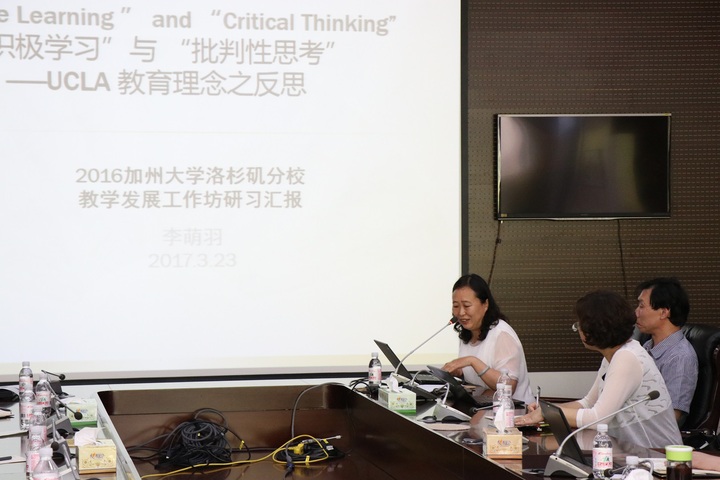 e Learning ” and “Critical Thinking”
积极学习” 与 “批判性思考”
——UCLA 教育理念之反思
2016加州大学洛杉矶分校
教学发展工作坊研习汇报
李萌羽
2017.3.23